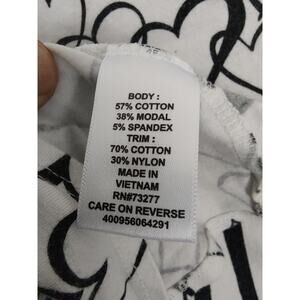 BODY :
57% COTTON
38% MODAL
5% SPANDEX
TRIM :
70% COTTON
30% NYLON
MADE IN
VIETNAM
RN#73277
CARE ON REVERSE
400956064291